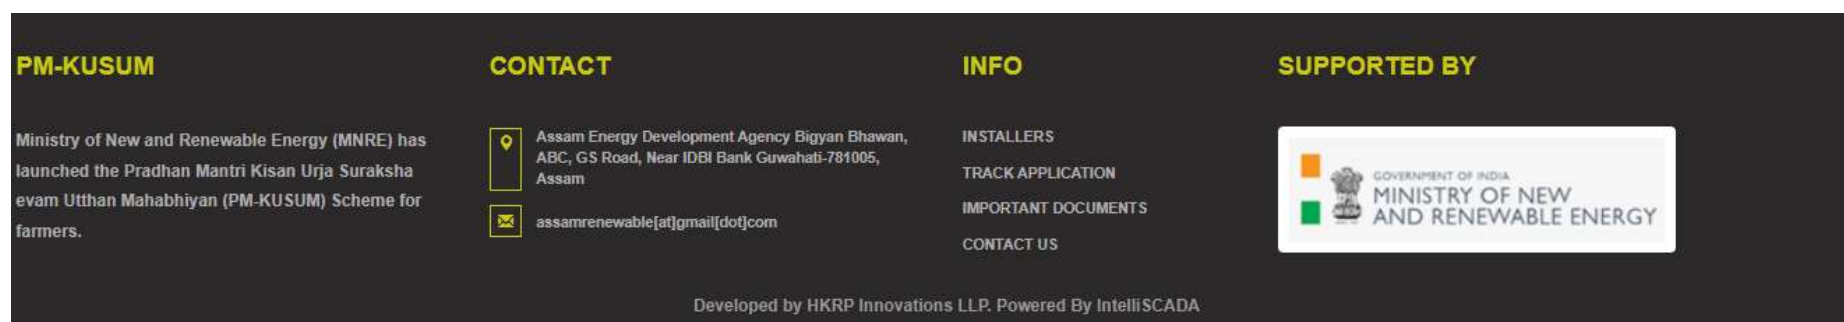 PM-KUSUM
Ministry of New and Renewable Energy (MNRE) has
launched the Pradhan Mantri Kisan Urja Suraksha
evam Utthan Mahabhiyan (PM-KUSUM) Scheme for
farmers.
CONTACT
Assam Energy Development Agency Bigyan Bhawan,
ABC, GS Road, Near IDBI Bank Guwahati-781005,
Assam
assamrenewable[at]gmail[dot]com
INFO
INSTALLERS
TRACK APPLICATION
IMPORTANT DOCUMENTS
CONTACT US
SUPPORTED BY
GOVERNMENT OF INDIA
MINISTRY OF NEW
AND RENEWABLE ENERGY
Developed by HKRP Innovations LLP. Powered By IntelliSCADA